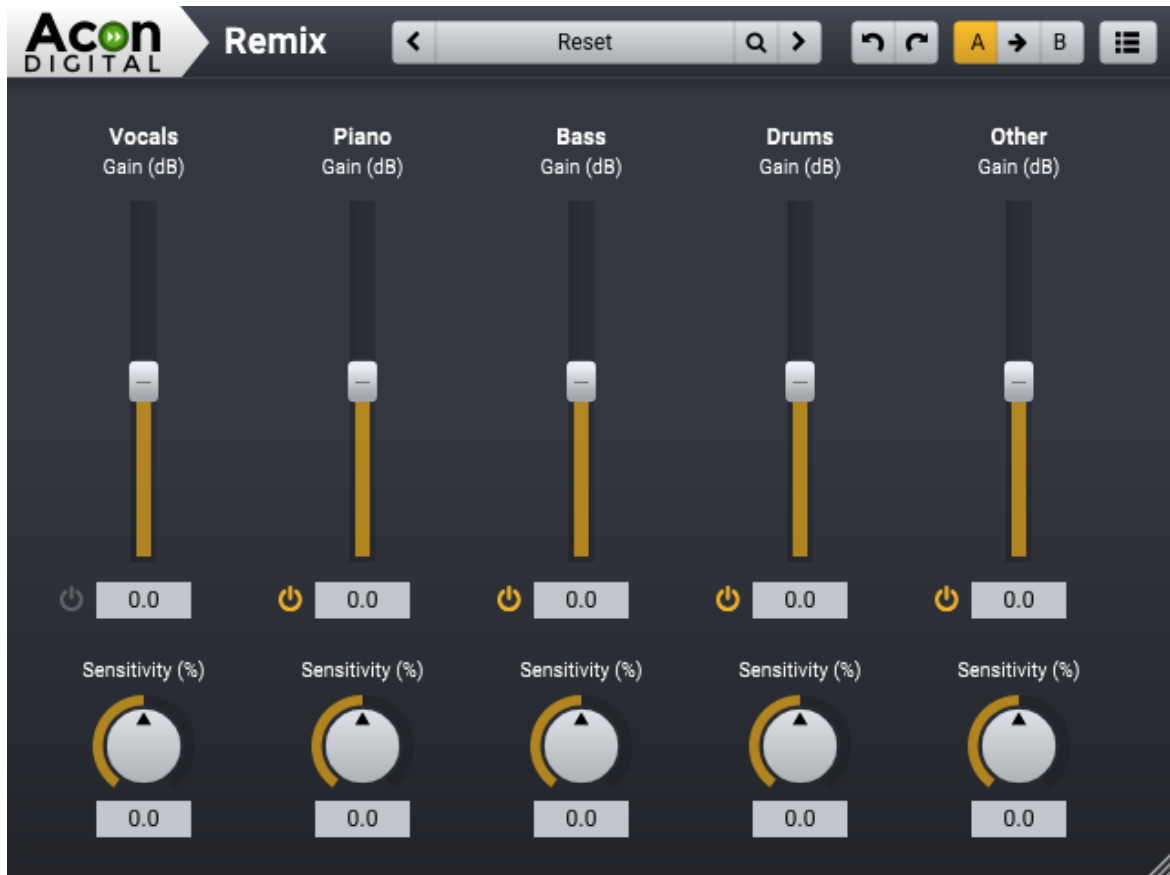 Acon
DIGITAL
Remix
Reset
A
B
Vocals Piano Bass Drums Other
Gain (dB) Gain (dB) Gain (dB) Gain (dB) Gain (dB)
0.0 0.0 0.0 0.0 0.0
Sensitivity (%) Sensitivity (%) Sensitivity (%) Sensitivity (%) Sensitivity (%)
0.0 0.0 0.0 0.0 0.0